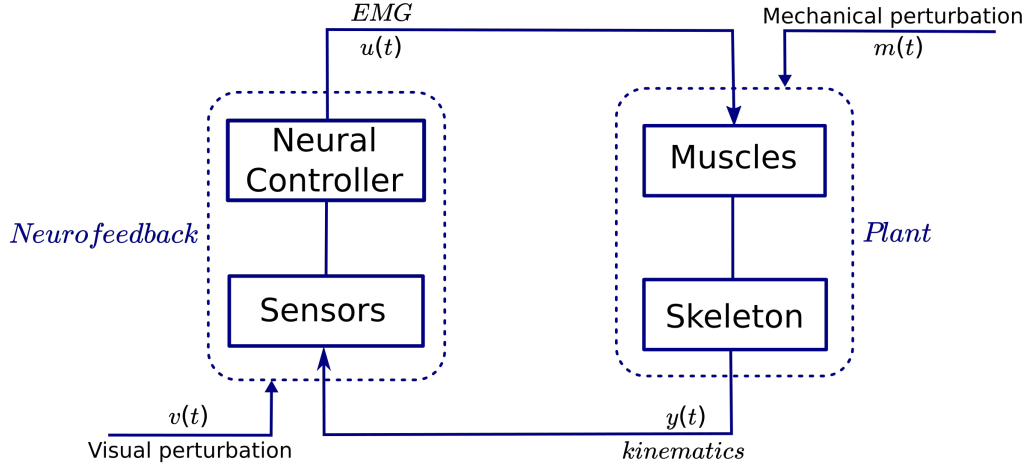 EMG
u(t)
Mechanical perturbation
m(t)
Neural
Controller
Muscles
Neurofeedback
Plant
Sensors
Skeleton
v(t)
Visual perturbation
y(t)
kinematics